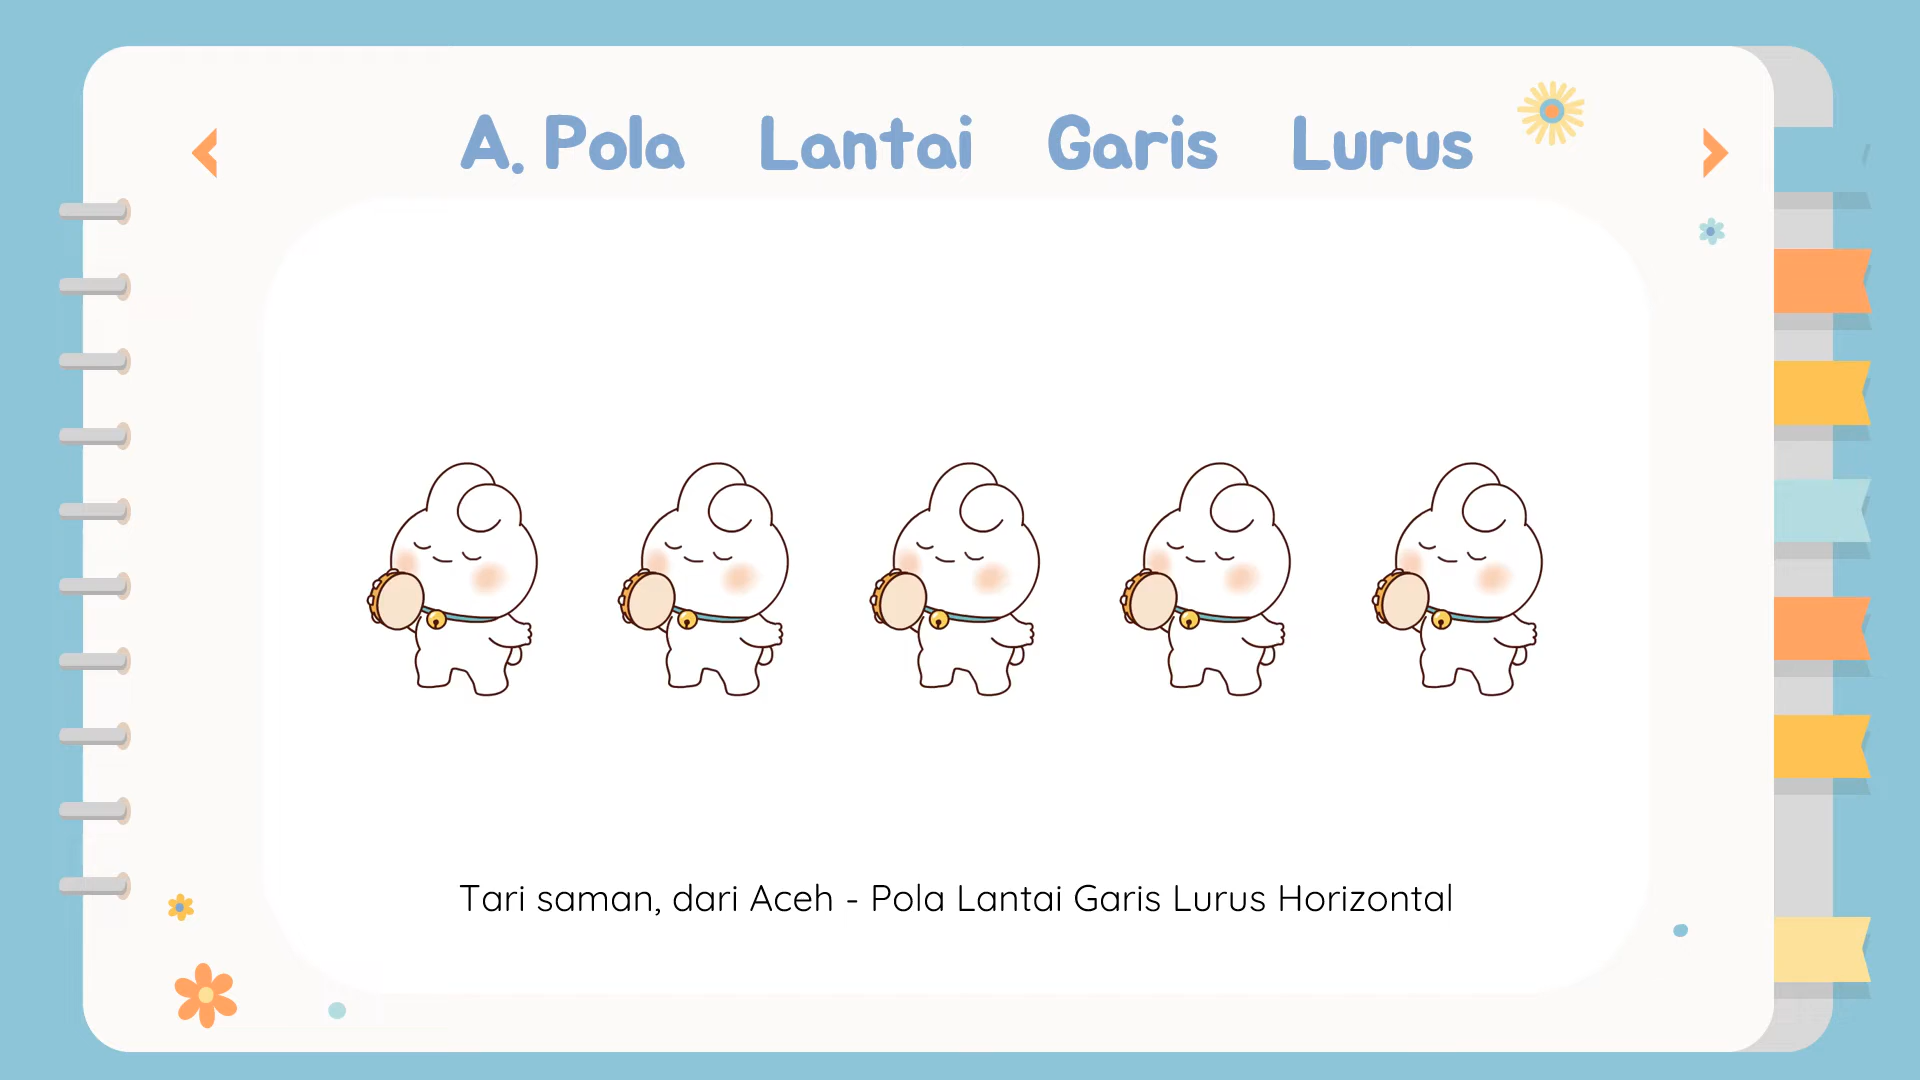 A. Pola Lantai Garis Lurus
Tari saman, dari Aceh - Pola Lantai Garis Lurus Horizontal